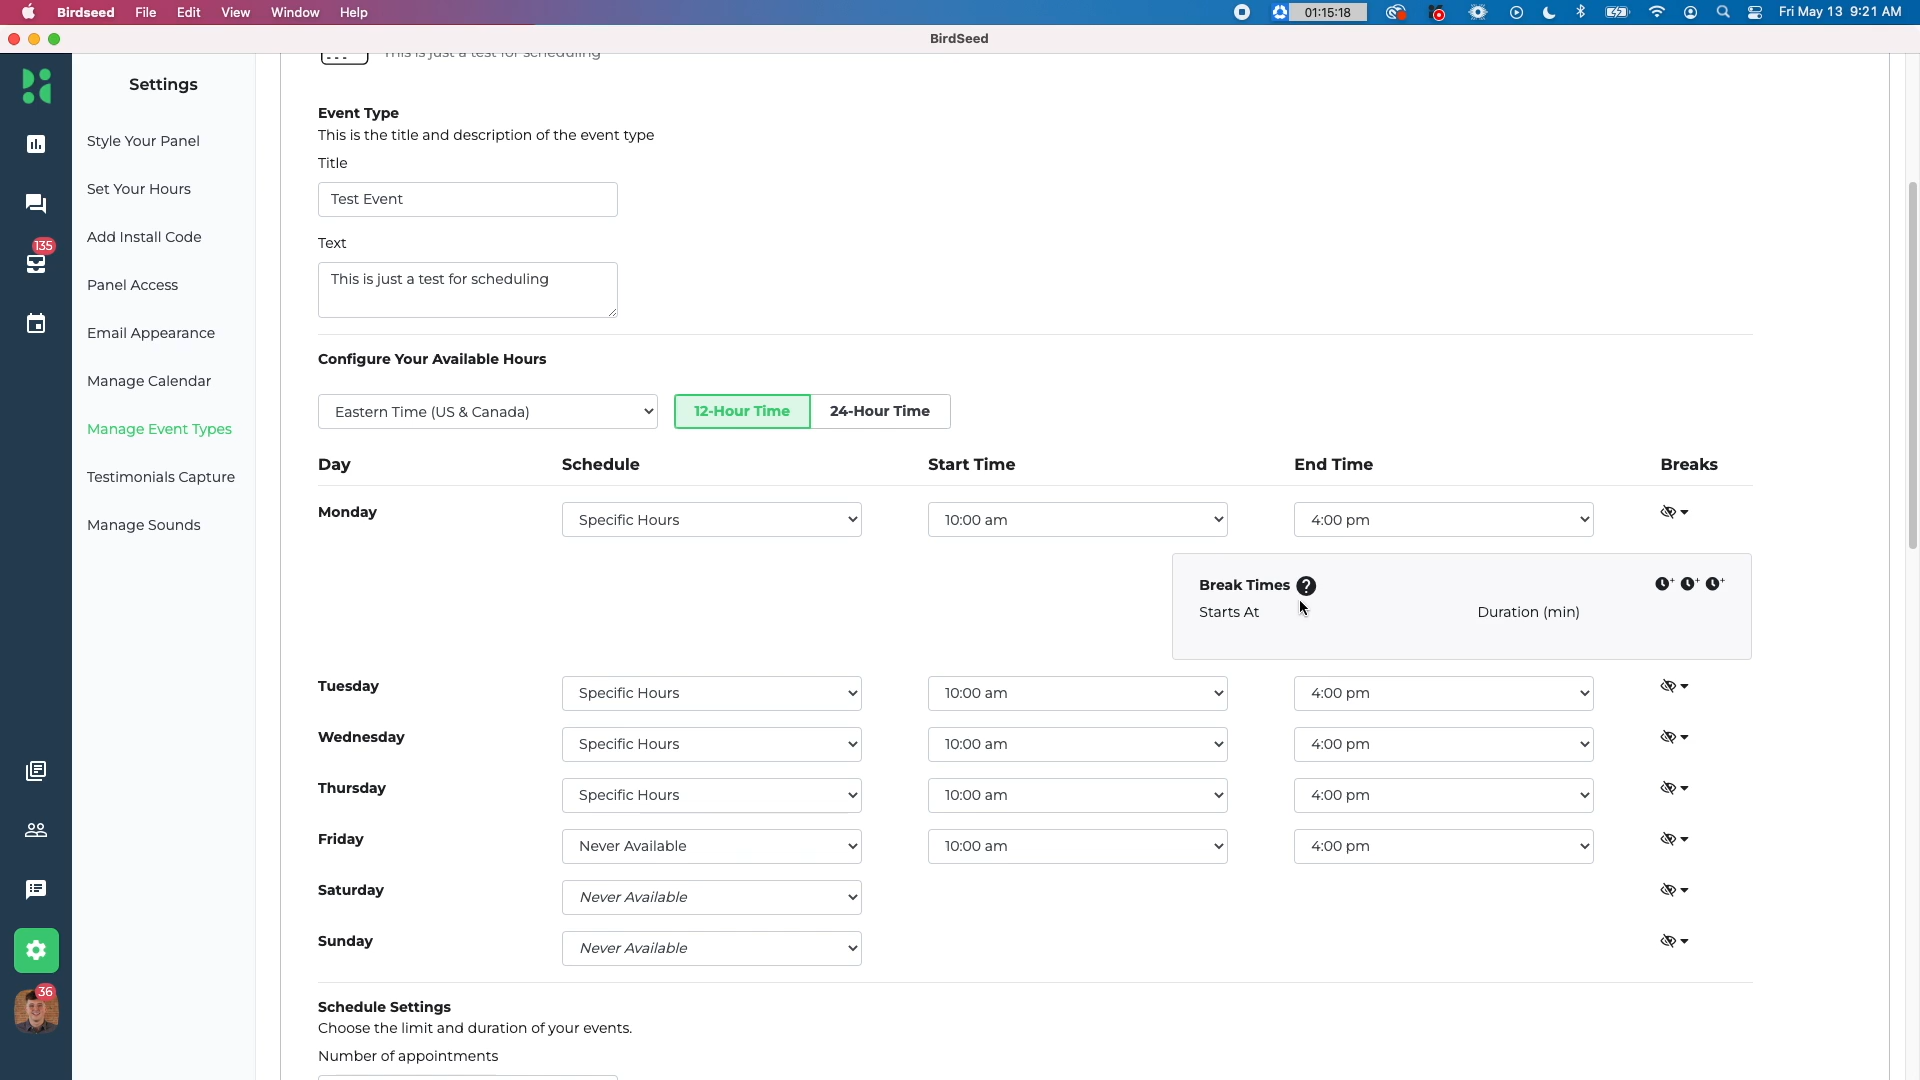 Birdseed File Edit View Window Help 01:15:18 Fri May 13 9:21 AM
BirdSeed
Settings
Style Your Panel
Set Your Hours
Add Install Code
Panel Access
Email Appearance
Manage Calendar
Manage Event Types
Testimonials Capture
Manage Sounds
135
36
This is just a test for scheduling
Event Type
This is the title and description of the event type
Title
Test Event
Text
This is just a test for scheduling
Configure Your Available Hours
Eastern Time (US & Canada) 12-Hour Time 24-Hour Time
Day Schedule Start Time End Time Breaks
Monday Specific Hours 10:00 am 4:00 pm
Break Times ?
Starts At Duration (min)
Tuesday Specific Hours 10:00 am 4:00 pm
Wednesday Specific Hours 10:00 am 4:00 pm
Thursday Specific Hours 10:00 am 4:00 pm
Friday Never Available 10:00 am 4:00 pm
Saturday Never Available
Sunday Never Available
Schedule Settings
Choose the limit and duration of your events.
Number of appointments